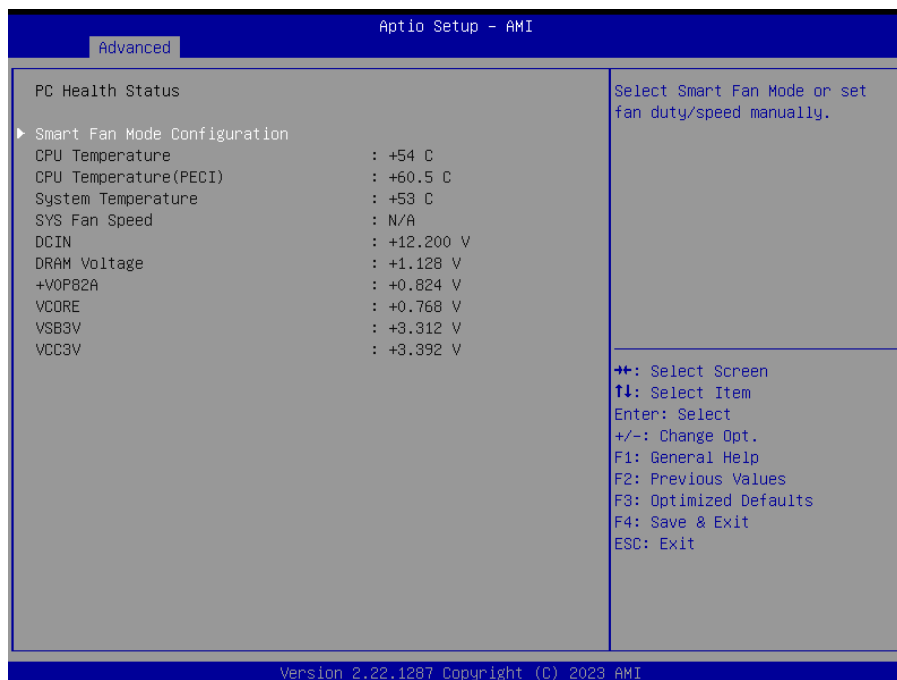 Aptio Setup – AMI
Advanced
PC Health Status
Smart Fan Mode Configuration
CPU Temperature : +54 C
CPU Temperature(PECI) : +60.5 C
System Temperature : +53 C
SYS Fan Speed : N/A
DCIN : +12.200 V
DRAM Voltage : +1.128 V
+V0P82A : +0.824 V
VCORE : +0.768 V
VSB3V : +3.312 V
VCC3V : +3.392 V
Select Smart Fan Mode or set
fan duty/speed manually.
→←: Select Screen
↑↓: Select Item
Enter: Select
+/-: Change Opt.
F1: General Help
F2: Previous Values
F3: Optimized Defaults
F4: Save & Exit
ESC: Exit
Version 2.22.1287 Copyright (C) 2023 AMI